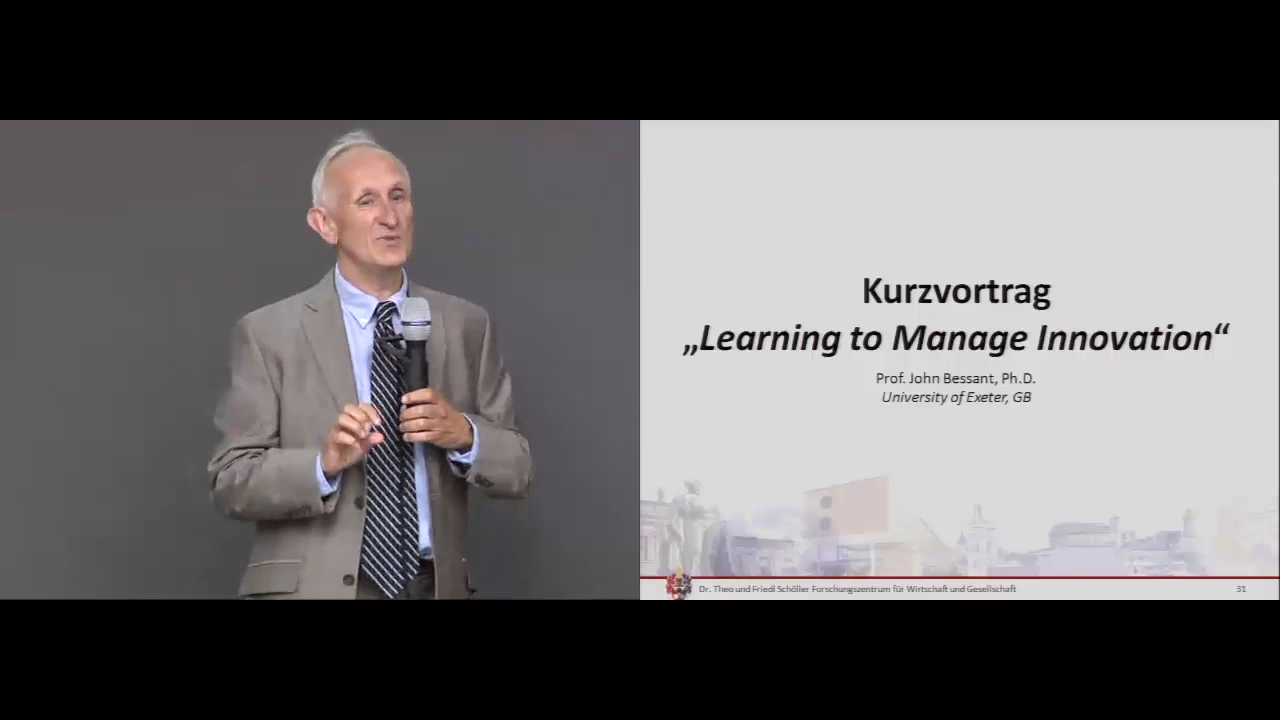 Kurzvortrag
„Learning to Manage Innovation“
Prof. John Bessant, Ph.D.
University of Exeter, GB
Dr. Theo und Friedl Schöller Forschungszentrum für Wirtschaft und Gesellschaft
31